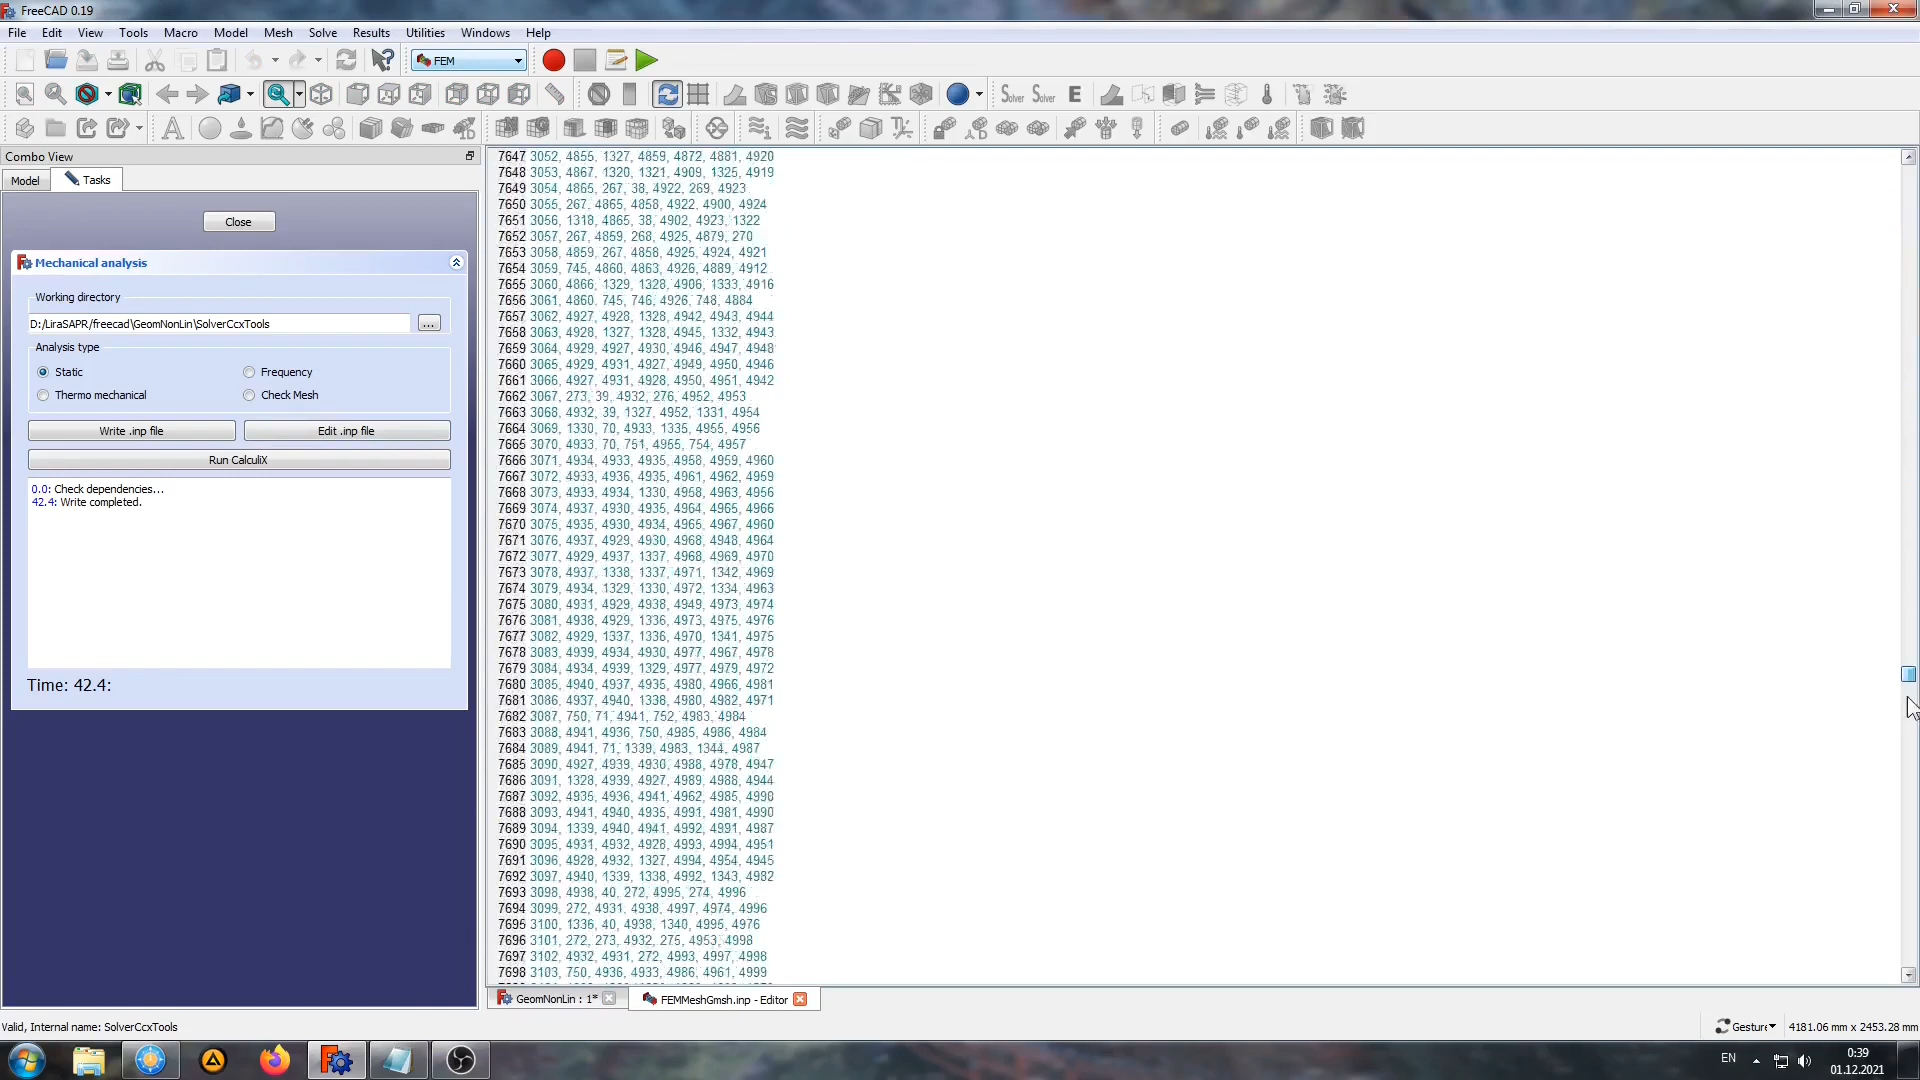 FreeCAD 0.19
File Edit View Tools Macro Model Mesh Solve Results Utilities Windows Help
FEM
Solver Solver E
Combo View
Model Tasks
Close
Mechanical analysis
Working directory
D:/LiraSAPR/freecad\GeomNonLin\SolverCcxTools ...
Analysis type
Static Frequency
Thermo mechanical Check Mesh
Write .inp file Edit .inp file
Run CalculiX
0.0: Check dependencies...
42.4: Write completed.
Time: 42.4:
7647 3052, 4855, 1327, 4859, 4872, 4881, 4920
7648 3053, 4867, 1320, 1321, 4909, 1325, 4919
7649 3054, 4865, 267, 38, 4922, 269, 4923
7650 3055, 267, 4865, 4858, 4922, 4900, 4924
7651 3056, 1318, 4865, 38, 4902, 4923, 1322
7652 3057, 267, 4859, 268, 4925, 4879, 270
7653 3058, 4859, 267, 4858, 4925, 4924, 4921
7654 3059, 745, 4860, 4863, 4926, 4889, 4912
7655 3060, 4866, 1329, 1328, 4906, 1333, 4916
7656 3061, 4860, 745, 746, 4926, 748, 4884
7657 3062, 4927, 4928, 1328, 4942, 4943, 4944
7658 3063, 4928, 1327, 1328, 4945, 1332, 4943
7659 3064, 4929, 4927, 4930, 4946, 4947, 4948
7660 3065, 4929, 4931, 4927, 4949, 4950, 4946
7661 3066, 4927, 4931, 4928, 4950, 4951, 4942
7662 3067, 273, 39, 4932, 276, 4952, 4953
7663 3068, 4932, 39, 1327, 4952, 1331, 4954
7664 3069, 1330, 70, 4933, 1335, 4955, 4956
7665 3070, 4933, 70, 751, 4955, 754, 4957
7666 3071, 4934, 4933, 4935, 4958, 4959, 4960
7667 3072, 4933, 4936, 4935, 4961, 4962, 4959
7668 3073, 4933, 4934, 1330, 4958, 4963, 4956
7669 3074, 4937, 4930, 4935, 4964, 4965, 4966
7670 3075, 4935, 4930, 4934, 4965, 4967, 4960
7671 3076, 4937, 4929, 4930, 4968, 4948, 4964
7672 3077, 4929, 4937, 1337, 4968, 4969, 4970
7673 3078, 4937, 1338, 1337, 4971, 1342, 4969
7674 3079, 4934, 1329, 1330, 4972, 1334, 4963
7675 3080, 4931, 4929, 4938, 4949, 4973, 4974
7676 3081, 4938, 4929, 1336, 4973, 4975, 4976
7677 3082, 4929, 1337, 1336, 4970, 1341, 4975
7678 3083, 4939, 4934, 4930, 4977, 4967, 4978
7679 3084, 4934, 4939, 1329, 4977, 4979, 4972
7680 3085, 4940, 4937, 4935, 4980, 4966, 4981
7681 3086, 4937, 4940, 1338, 4980, 4982, 4971
7682 3087, 750, 71, 4941, 752, 4983, 4984
7683 3088, 4941, 4936, 750, 4985, 4986, 4984
7684 3089, 4941, 71, 1339, 4983, 1344, 4987
7685 3090, 4927, 4939, 4930, 4988, 4978, 4947
7686 3091, 1328, 4939, 4927, 4989, 4988, 4944
7687 3092, 4935, 4936, 4941, 4962, 4985, 4990
7688 3093, 4941, 4940, 4935, 4991, 4981, 4990
7689 3094, 1339, 4940, 4941, 4992, 4991, 4987
7690 3095, 4931, 4932, 4928, 4993, 4994, 4951
7691 3096, 4928, 4932, 1327, 4994, 4954, 4945
7692 3097, 4940, 1339, 1338, 4992, 1343, 4982
7693 3098, 4938, 40, 272, 4995, 274, 4996
7694 3099, 272, 4931, 4938, 4997, 4974, 4996
7695 3100, 1336, 40, 4938, 1340, 4995, 4976
7696 3101, 272, 273, 4932, 275, 4953, 4998
7697 3102, 4932, 4931, 272, 4993, 4997, 4998
7698 3103, 750, 4936, 4933, 4986, 4961, 4999
GeomNonLin : 1* FEMMeshGmsh.inp - Editor
Valid, Internal name: SolverCcxTools Gesture 4181.06 mm x 2453.28 mm
EN 0:39
01.12.2021